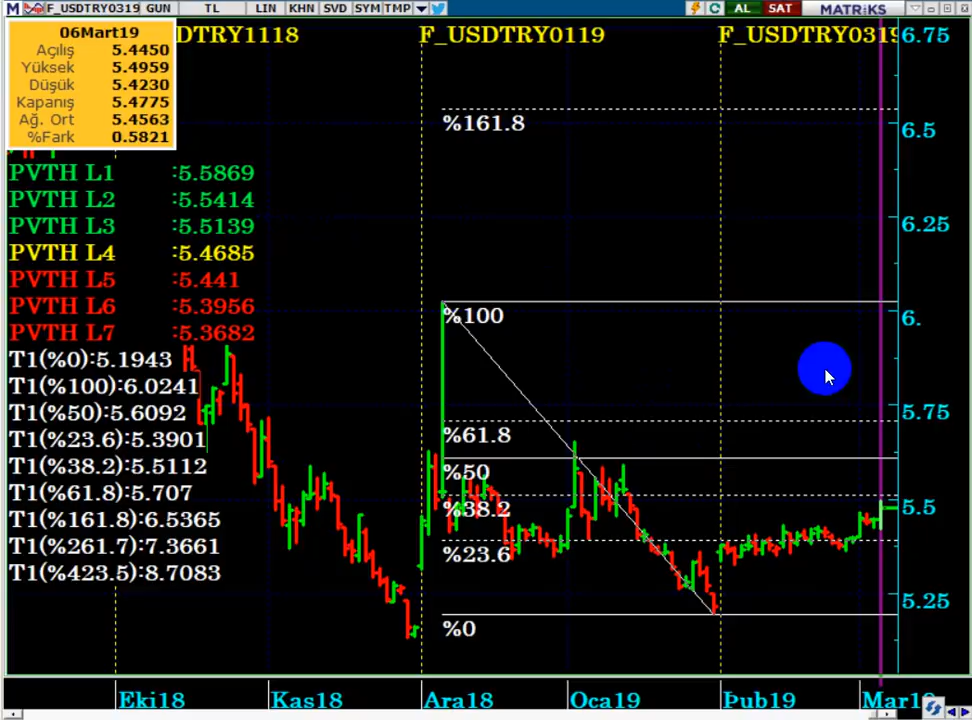 M F_USDTRY0319 GUN TL LIN KHN SVD SYM TMP AL SAT MATRiKS
06Mart19
Açılış 5.4450
Yüksek 5.4959
Düşük 5.4230
Kapanış 5.4775
Ağ. Ort 5.4563
%Fark 0.5821
DTRY1118 F_USDTRY0119 F_USDTRY0319
PVTH L1 :5.5869
PVTH L2 :5.5414
PVTH L3 :5.5139
PVTH L4 :5.4685
PVTH L5 :5.441
PVTH L6 :5.3956
PVTH L7 :5.3682
T1(%0):5.1943
T1(%100):6.0241
T1(%50):5.6092
T1(%23.6):5.3901
T1(%38.2):5.5112
T1(%61.8):5.707
T1(%161.8):6.5365
T1(%261.7):7.3661
T1(%423.5):8.7083
%161.8
%100
%61.8
%50
%38.2
%23.6
%0
6.75
6.5
6.25
6.
5.75
5.5
5.25
Eki18 Kas18 Ara18 Oca19 Pub19 Mar19